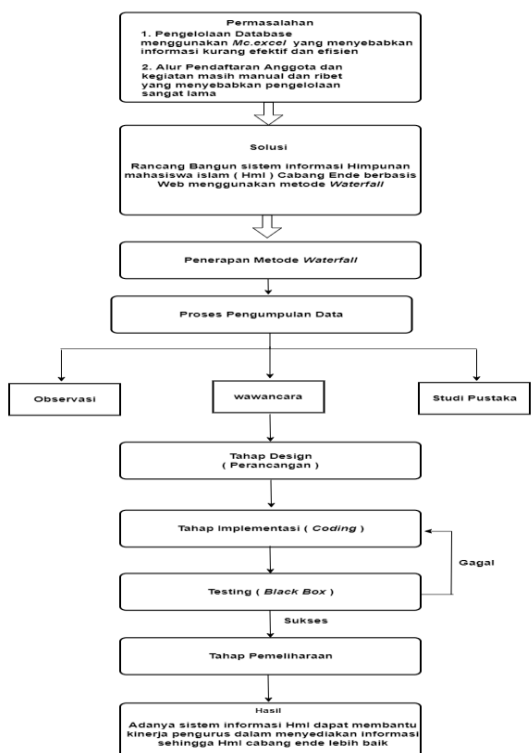 Permasalahan
1. Pengelolaan Database
menggunakan Mc.excel yang menyebabkan
informasi kurang efektif dan efisien
2. Alur Pendaftaran Anggota dan
kegiatan masih manual dan ribet
yang menyebabkan pengelolaan
sangat lama
Solusi
Rancang Bangun sistem informasi Himpunan
mahasiswa islam ( HmI ) Cabang Ende berbasis
Web menggunakan metode Waterfall
Penerapan Metode Waterfall
Proses Pengumpulan Data
Observasi
wawancara
Studi Pustaka
Tahap Design
( Perancangan )
Tahap Implementasi ( Coding )
Gagal
Testing ( Black Box )
Sukses
Tahap Pemeliharaan
Hasil
Adanya sistem informasi HmI dapat membantu
kinerja pengurus dalam menyediakan informasi
sehingga HmI cabang ende lebih baik